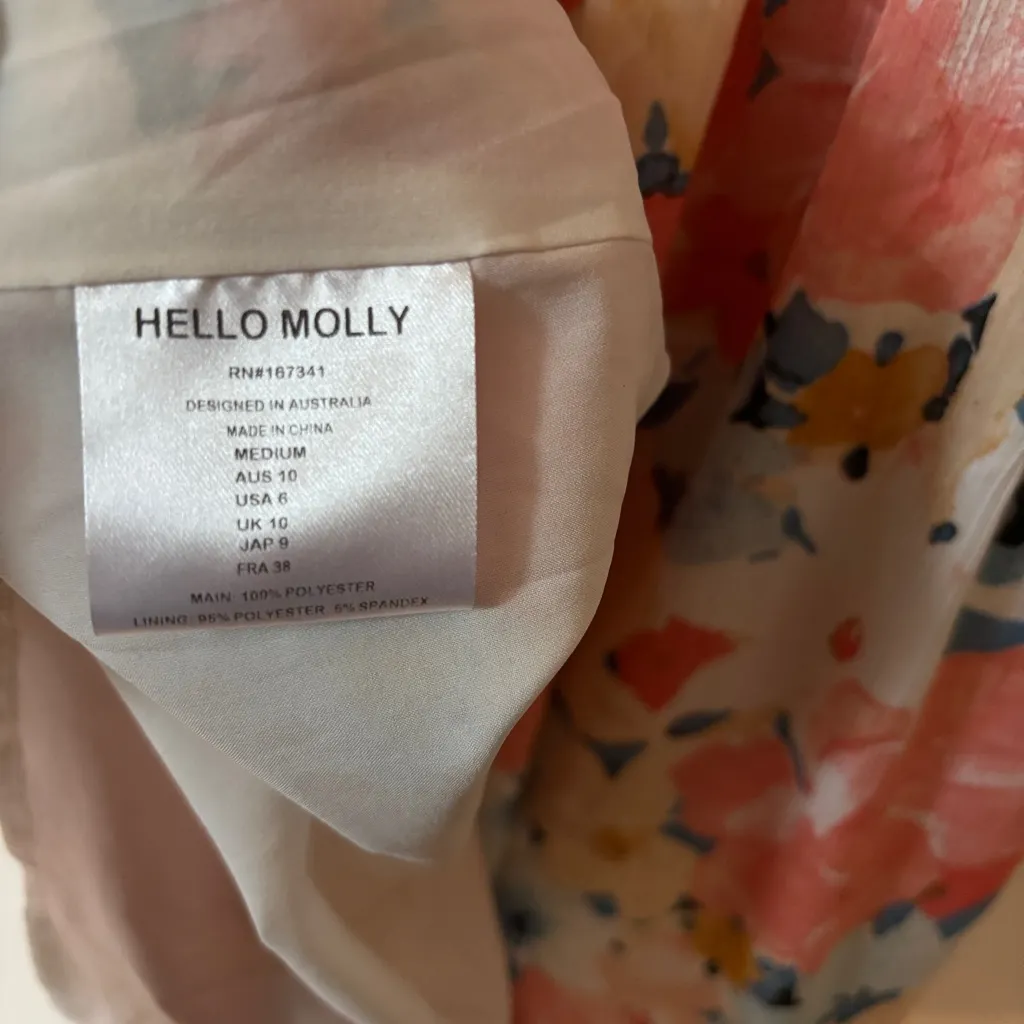 HELLO MOLLY
RN#167341
DESIGNED IN AUSTRALIA
MADE IN CHINA
MEDIUM
AUS 10
USA 6
UK 10
JAP 9
FRA 38
MAIN: 100% POLYESTER
LINING: 95% POLYESTER 5% SPANDEX